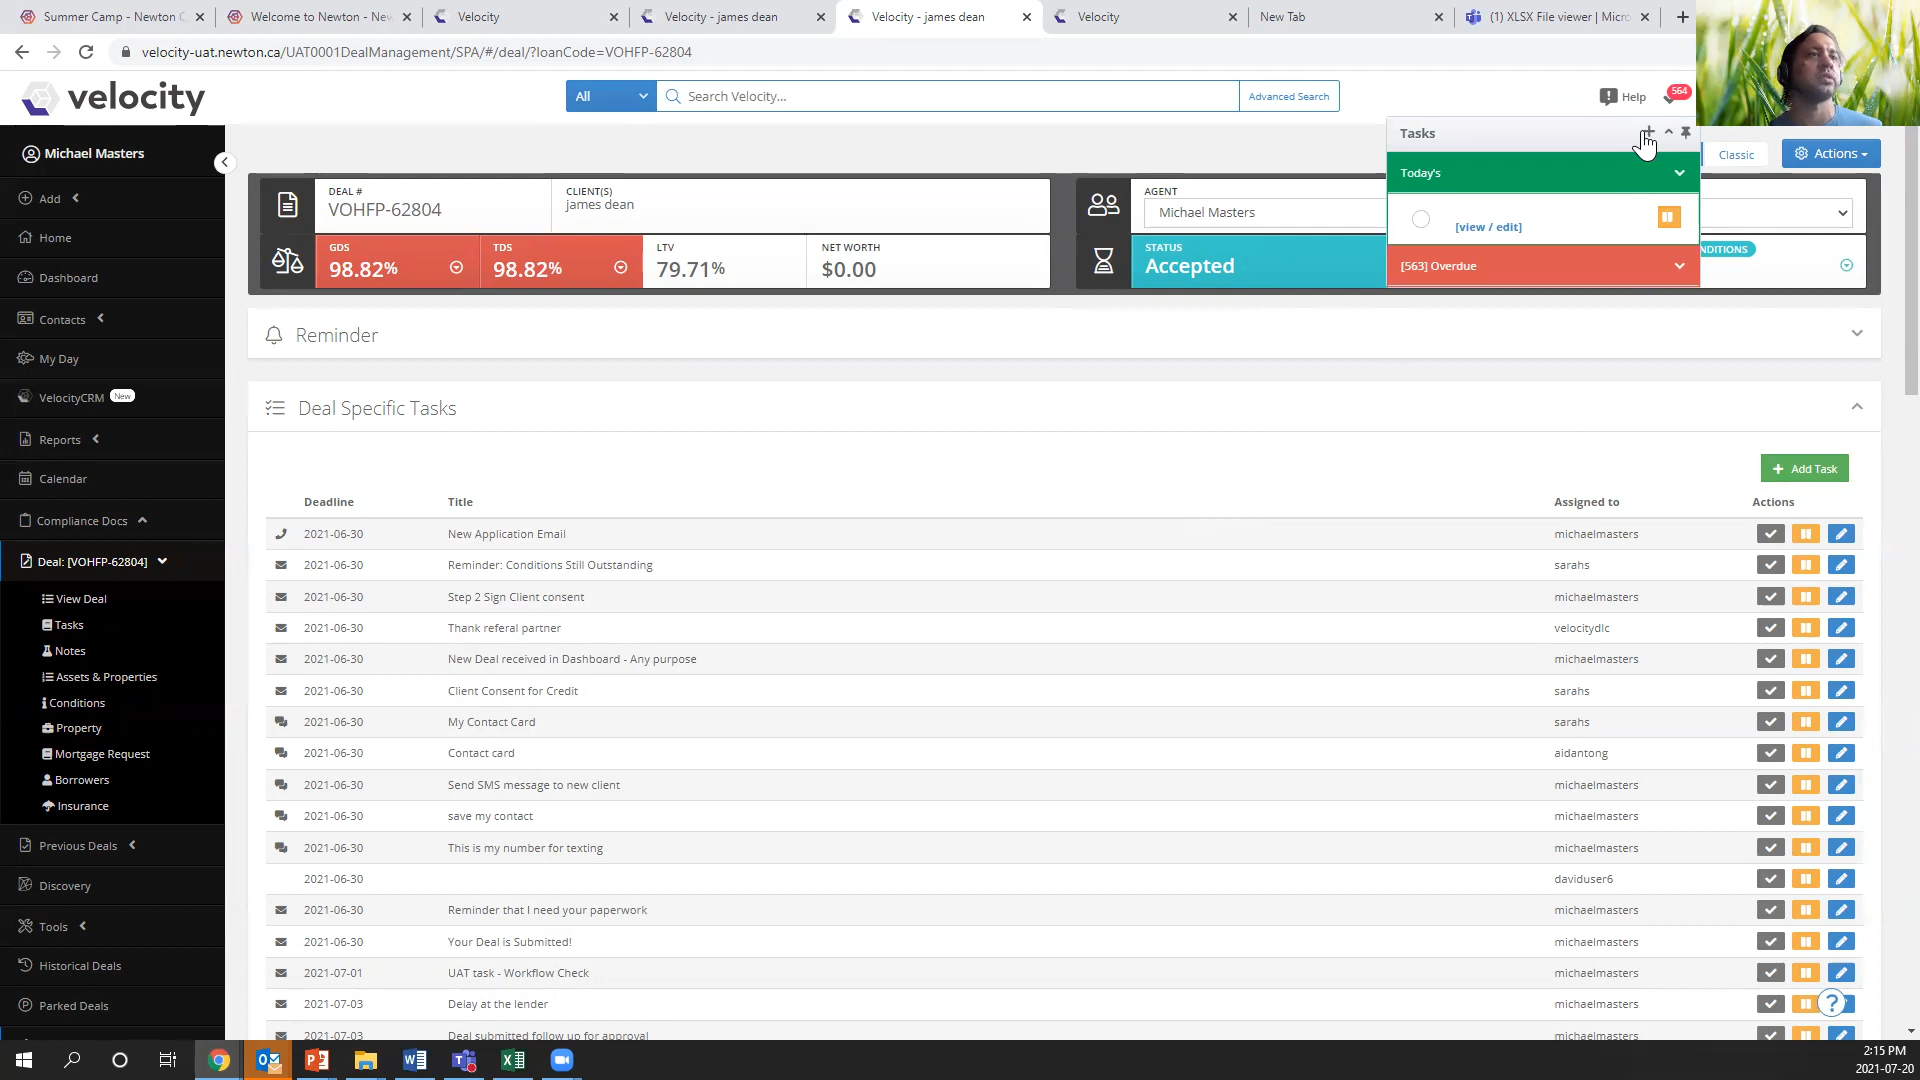 Summer Camp - Newton C
Welcome to Newton - New
Velocity
Velocity - james dean
Velocity - james dean
Velocity
New Tab
(1) XLSX File viewer | Micro
velocity-uat.newton.ca/UAT0001DealManagement/SPA/#/deal/?loanCode=VOHFP-62804
velocity
All
Search Velocity...
Advanced Search
Help
564
Michael Masters
Add
Home
Dashboard
Contacts
My Day
VelocityCRM New
Reports
Calendar
Compliance Docs
Deal: [VOHFP-62804]
View Deal
Tasks
Notes
Assets & Properties
Conditions
Property
Mortgage Request
Borrowers
Insurance
Previous Deals
Discovery
Tools
Historical Deals
Parked Deals
DEAL #
VOHFP-62804
CLIENT(S)
james dean
GDS
98.82%
TDS
98.82%
LTV
79.71%
NET WORTH
$0.00
AGENT
Michael Masters
STATUS
Accepted
NDITIONS
Classic
Actions
Tasks
Today's
[view / edit]
[563] Overdue
Reminder
Deal Specific Tasks
+ Add Task
Deadline Title Assigned to Actions
2021-06-30 New Application Email michaelmasters
2021-06-30 Reminder: Conditions Still Outstanding sarahs
2021-06-30 Step 2 Sign Client consent michaelmasters
2021-06-30 Thank referal partner velocitydlc
2021-06-30 New Deal received in Dashboard - Any purpose michaelmasters
2021-06-30 Client Consent for Credit sarahs
2021-06-30 My Contact Card sarahs
2021-06-30 Contact card aidantong
2021-06-30 Send SMS message to new client michaelmasters
2021-06-30 save my contact michaelmasters
2021-06-30 This is my number for texting michaelmasters
2021-06-30 daviduser6
2021-06-30 Reminder that I need your paperwork michaelmasters
2021-06-30 Your Deal is Submitted! michaelmasters
2021-07-01 UAT task - Workflow Check michaelmasters
2021-07-03 Delay at the lender michaelmasters
2021-07-03 Deal submitted follow up for approval michaelmasters
2:15 PM
2021-07-20